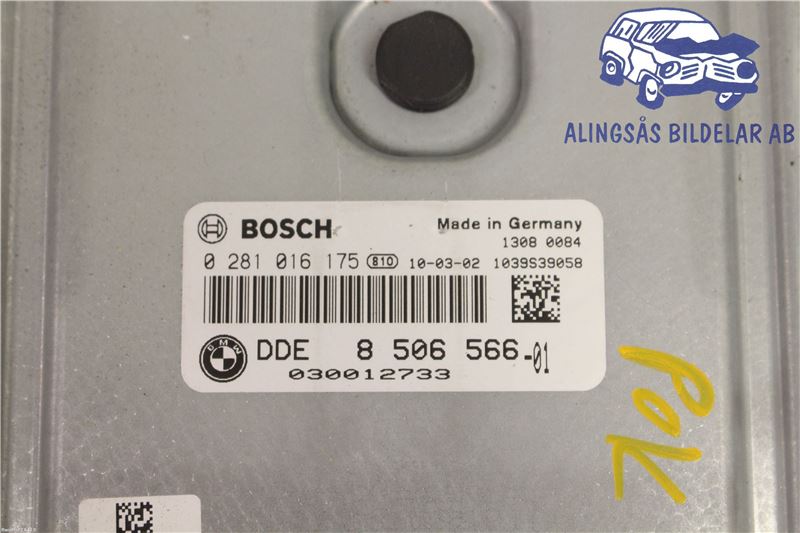 ALINGSÅS BILDELAR AB
BOSCH
Made in Germany
1308 0084
0 281 016 175 810 10-03-02 1039S39058
BMW
DDE 8 506 566-01
030012733
POK